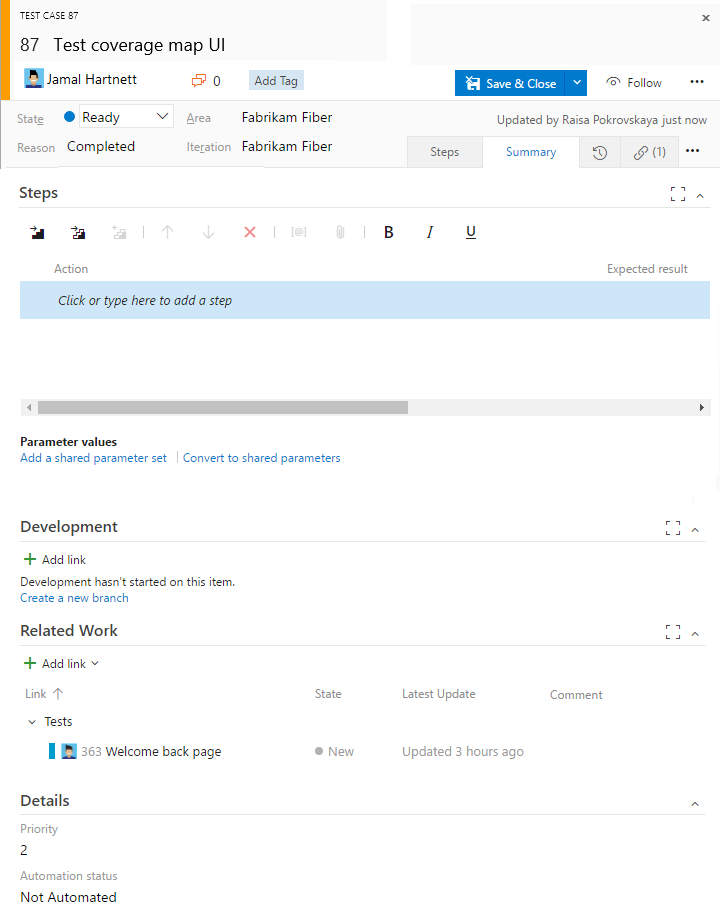 TEST CASE 87
87 Test coverage map UI
Jamal Hartnett 0 Add Tag Save & Close Follow
State Ready Area Fabrikam Fiber Updated by Raisa Pokrovskaya just now
Reason Completed Iteration Fabrikam Fiber
Steps Summary (1)
Steps
[@] B I U
Action Expected result
Click or type here to add a step
Parameter values
Add a shared parameter set Convert to shared parameters
Development
Add link
Development hasn't started on this item.
Create a new branch
Related Work
Add link
Link State Latest Update Comment
Tests
363 Welcome back page New Updated 3 hours ago
Details
Priority
2
Automation status
Not Automated